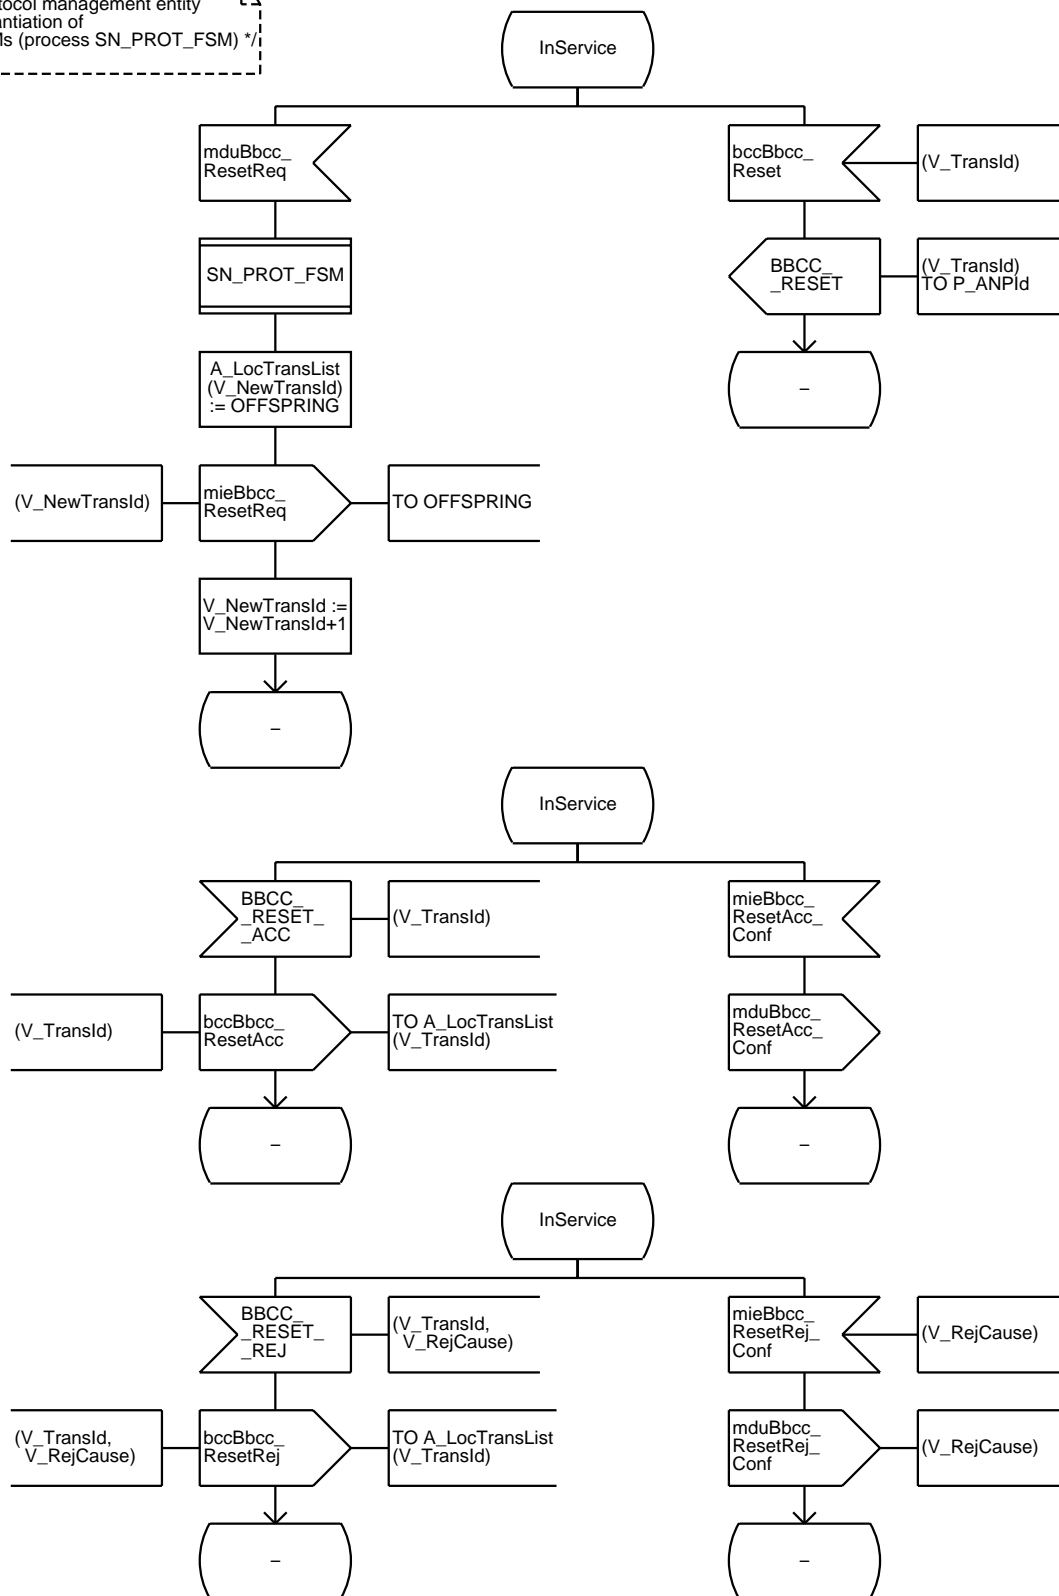 tocol management entity
antiation of
Ms (process SN_PROT_FSM) */
InService
mduBbcc_
ResetReq
bccBbcc_
Reset
(V_TransId)
SN_PROT_FSM
BBCC_
_RESET
(V_TransId)
TO P_ANPId
A_LocTransList
(V_NewTransId)
:= OFFSPRING
–
(V_NewTransId)
mieBbcc_
ResetReq
TO OFFSPRING
V_NewTransId :=
V_NewTransId+1
–
InService
BBCC_
_RESET_
_ACC
(V_TransId)
mieBbcc_
ResetAcc_
Conf
(V_TransId)
bccBbcc_
ResetAcc
TO A_LocTransList
(V_TransId)
mduBbcc_
ResetAcc_
Conf
–
–
InService
BBCC_
_RESET_
_REJ
(V_TransId,
V_RejCause)
mieBbcc_
ResetRej_
Conf
(V_RejCause)
(V_TransId,
V_RejCause)
bccBbcc_
ResetRej
TO A_LocTransList
(V_TransId)
mduBbcc_
ResetRej_
Conf
(V_RejCause)
–
–